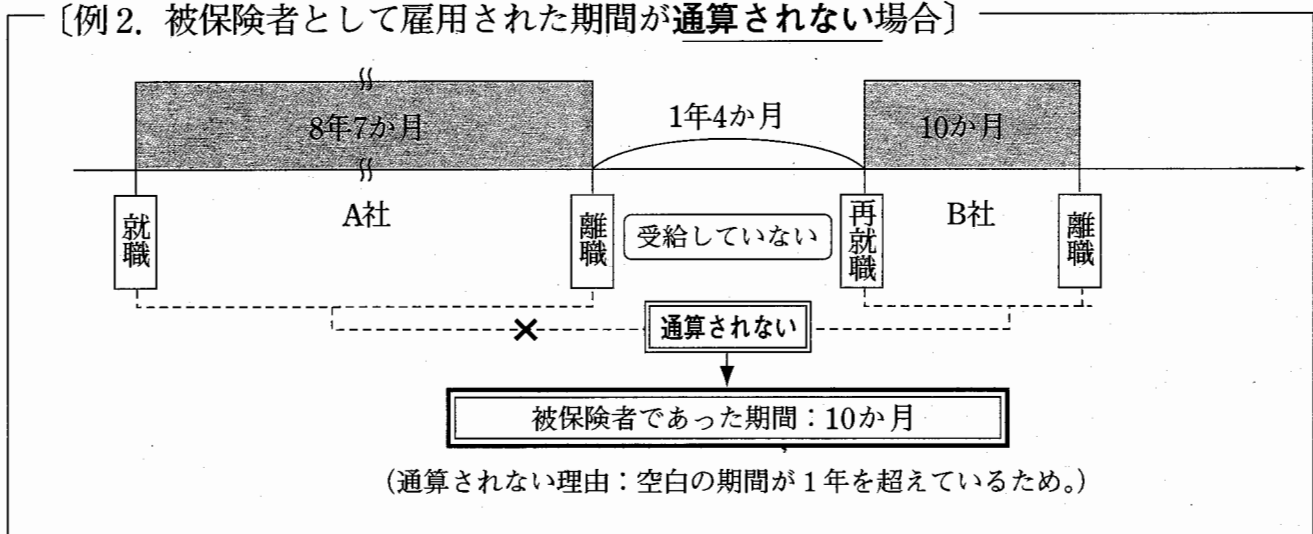 〔例2．被保険者として雇用された期間が通算されない場合〕
1年4か月
8年7か月
10か月
就職
A社
離職
受給していない
再就職
B社
離職
通算されない
被保険者であった期間：10か月
（通算されない理由：空白の期間が1年を超えているため。）